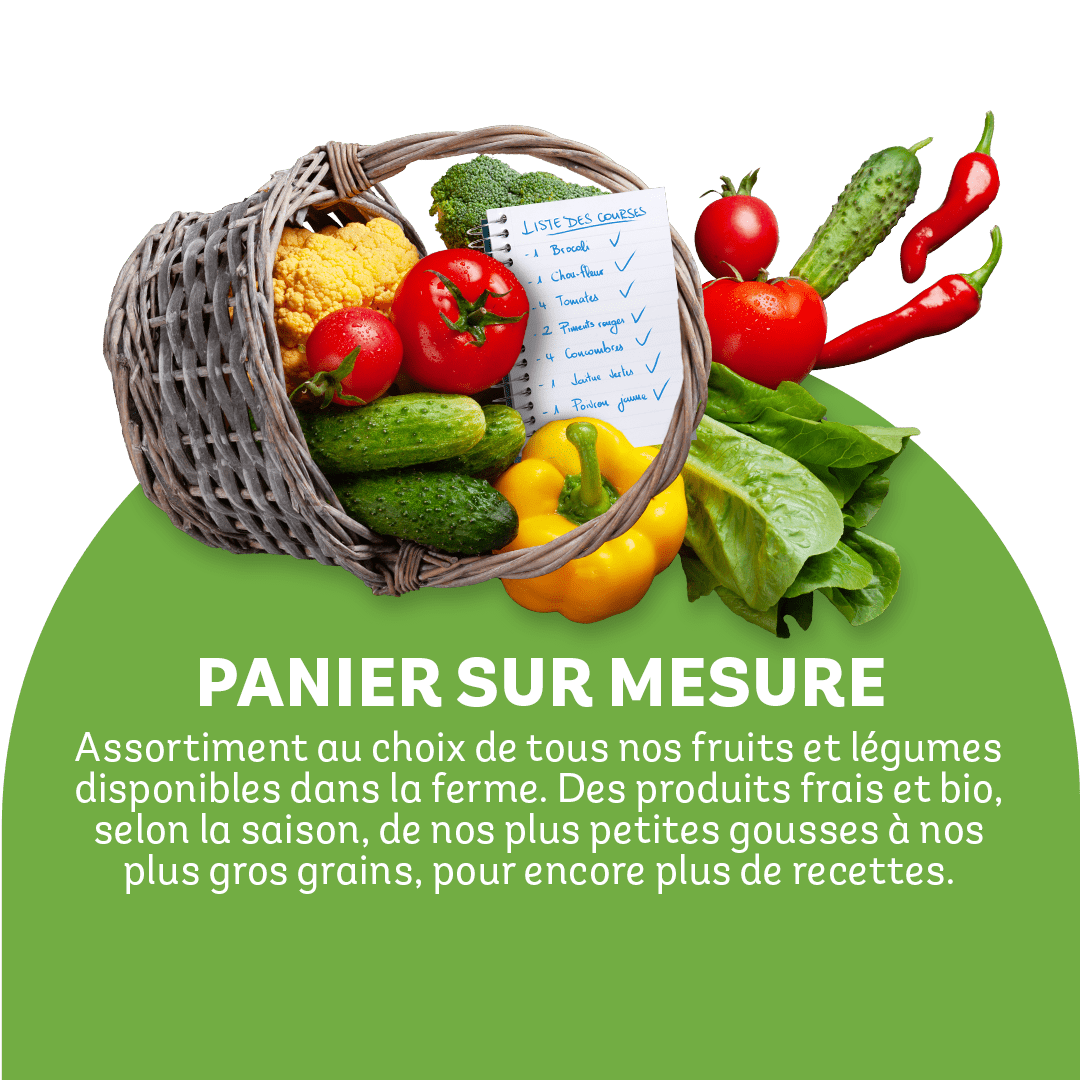 LISTE DES COURSES
- 1 Brocoli ✓
- 1 Chou-fleur ✓
- 4 Tomates ✓
- 2 Piments rouges ✓
- 4 Concombres ✓
- 1 Laitue vertes ✓
- 1 Poivron jaune ✓
PANIER SUR MESURE
Assortiment au choix de tous nos fruits et légumes
disponibles dans la ferme. Des produits frais et bio,
selon la saison, de nos plus petites gousses à nos
plus gros grains, pour encore plus de recettes.